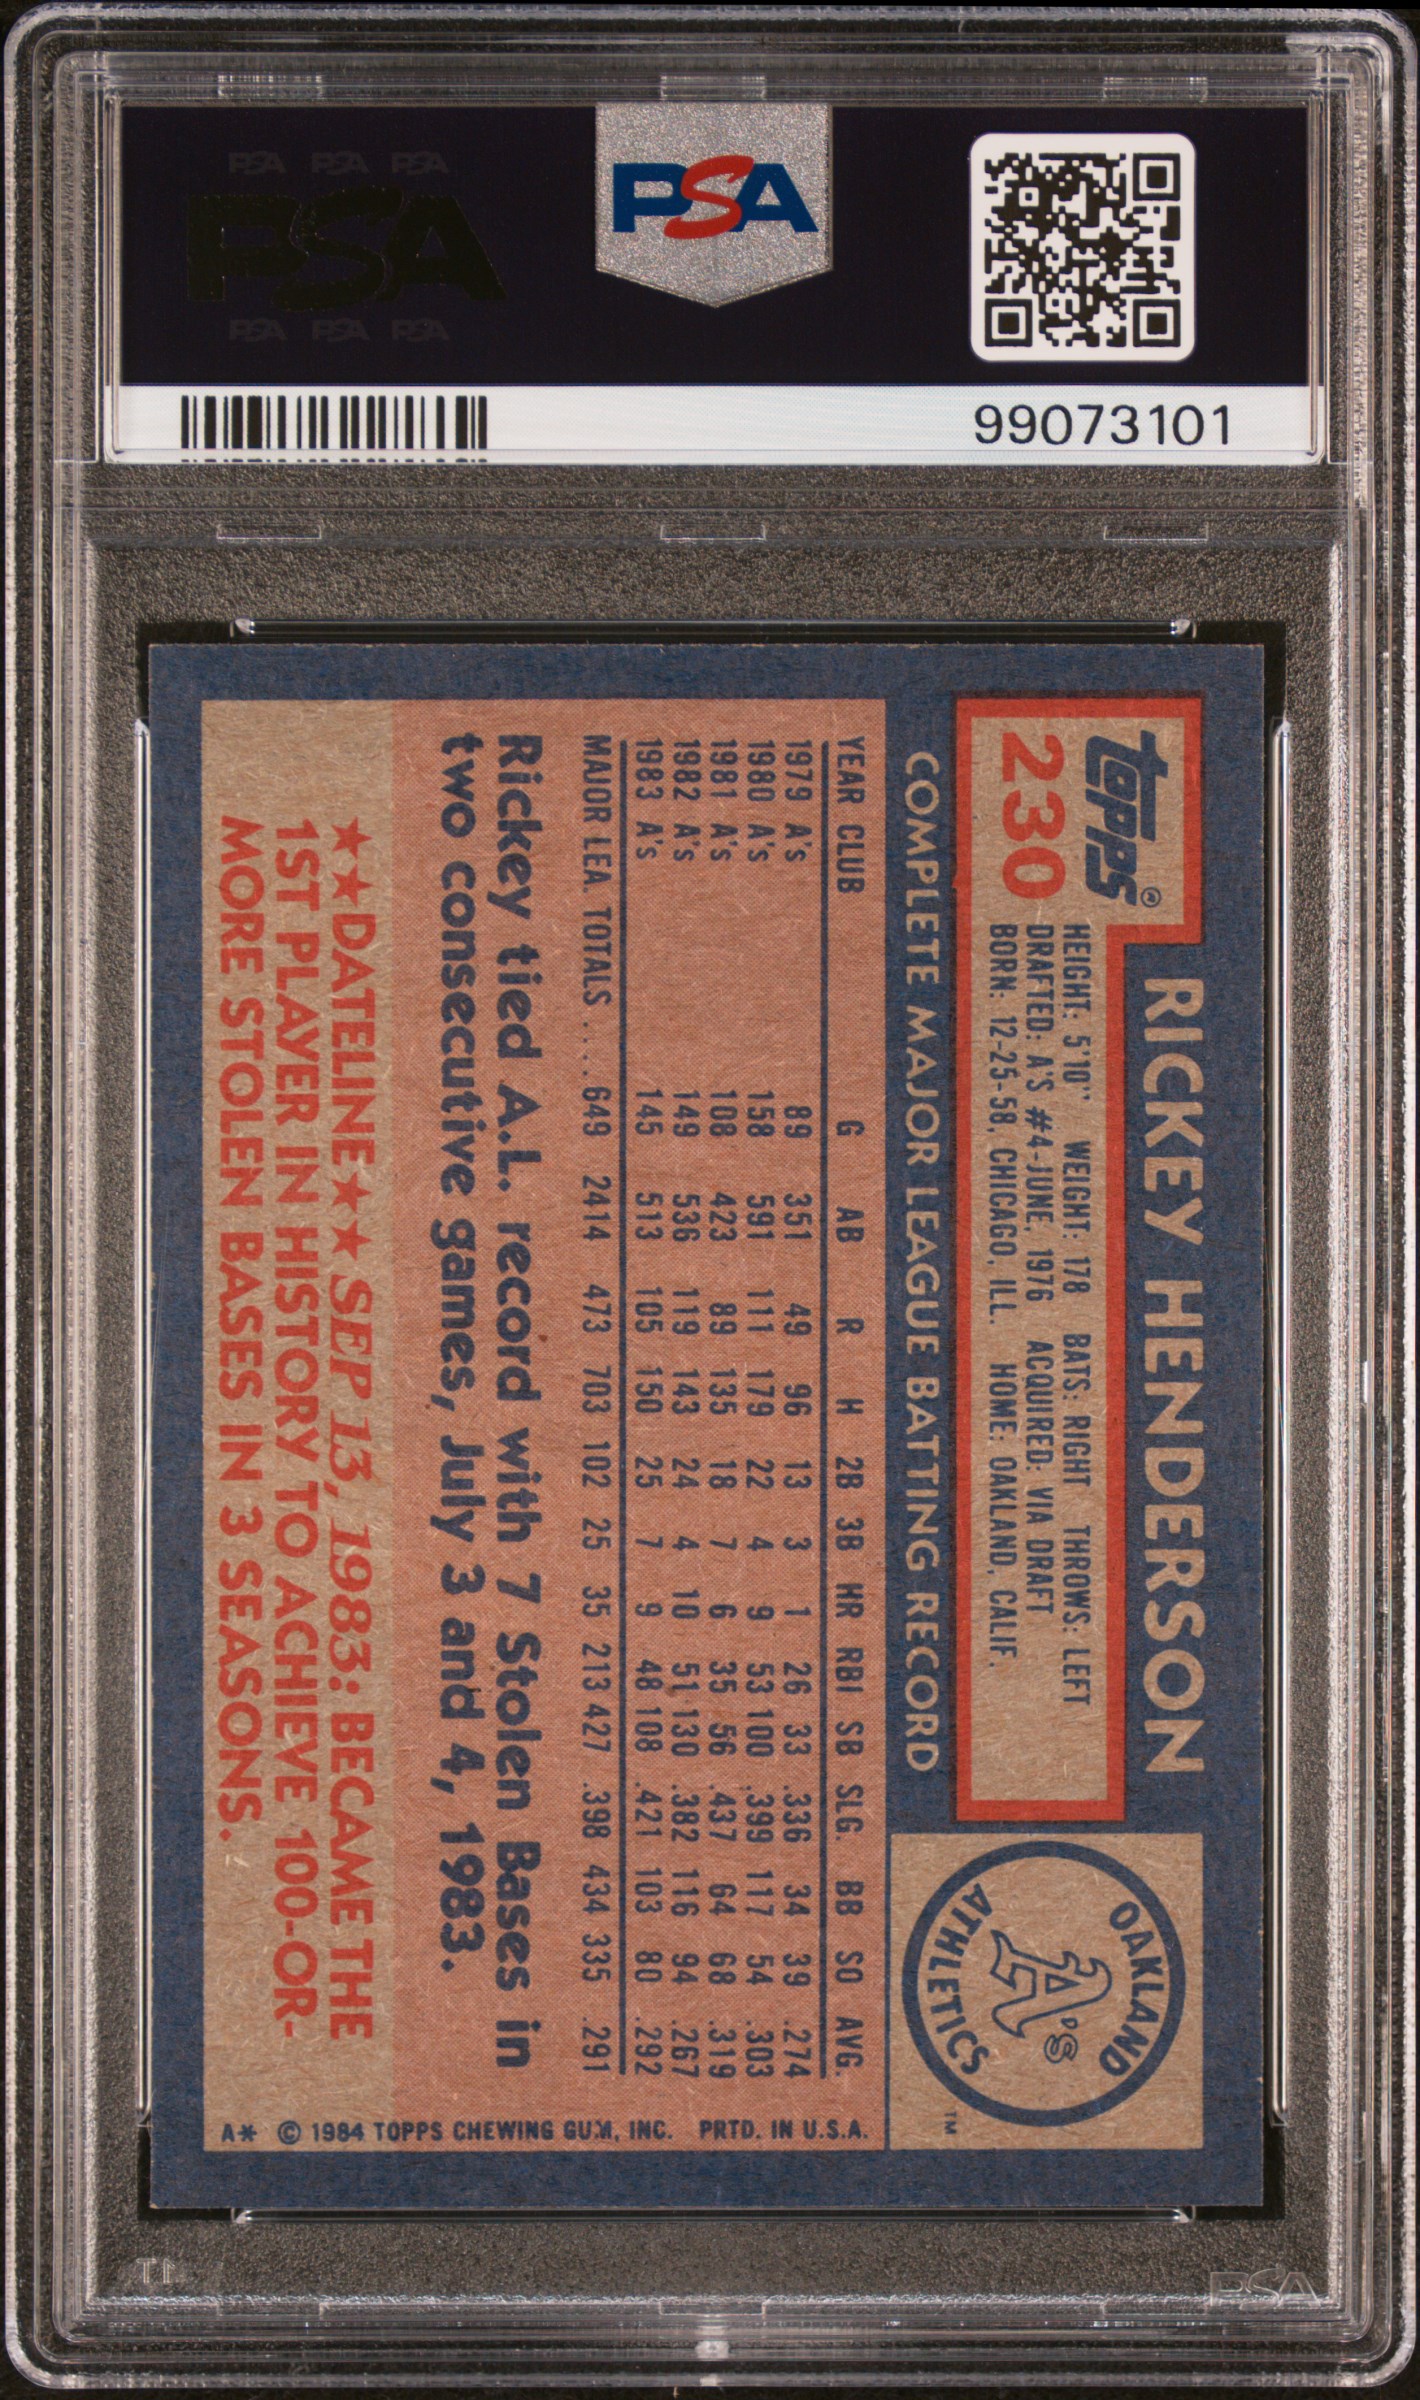 PSA PSA PSA
PSA
PSA PSA PSA
PSA
99073101
topps®
230
RICKEY HENDERSON
HEIGHT: 5'10" WEIGHT: 178 BATS: RIGHT THROWS: LEFT
DRAFTED: A'S #4-JUNE, 1976 ACQUIRED: VIA DRAFT
BORN: 12-25-58, CHICAGO, ILL. HOME: OAKLAND, CALIF.
OAKLAND
A's
ATHLETICS
TM
COMPLETE MAJOR LEAGUE BATTING RECORD
YEAR CLUB G AB R H 2B 3B HR RBI SB SLG. BB SO AVG.
1979 A's 89 351 49 96 13 3 1 26 33 .336 34 39 .274
1980 A's 158 591 111 179 22 4 9 53 100 .399 117 54 .303
1981 A's 108 423 89 135 18 7 6 35 56 .437 64 68 .319
1982 A's 149 536 119 143 24 4 10 51 130 .382 116 94 .267
1983 A's 145 513 105 150 25 7 9 48 108 .421 103 80 .292
MAJOR LEA. TOTALS .... 649 2414 473 703 102 25 35 213 427 .398 434 335 .291
Rickey tied A.L. record with 7 Stolen Bases in
two consecutive games, July 3 and 4, 1983.
★★DATELINE★★ SEP 13, 1983: BECAME THE
1ST PLAYER IN HISTORY TO ACHIEVE 100-OR-
MORE STOLEN BASES IN 3 SEASONS.
A* © 1984 TOPPS CHEWING GUM, INC. PRTD. IN U.S.A.
PSA